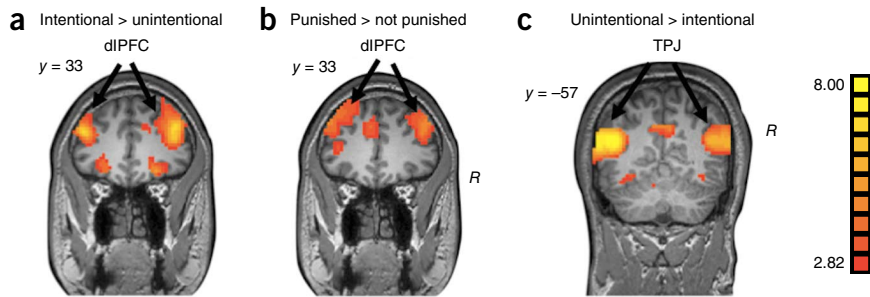 a Intentional > unintentional
dlPFC
y = 33
b Punished > not punished
dlPFC
y = 33
R
c Unintentional > intentional
TPJ
y = –57
R
8.00
2.82